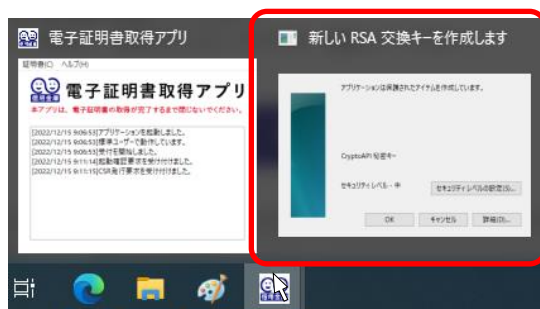 電子証明書取得アプリ
新しい RSA 交換キーを作成します
証明書(C) ヘルプ(H)
電子証明書取得アプリ
信用金庫
本アプリは、電子証明書の取得が完了するまで閉じないでください。
[2022/12/15 9:06:53]アプリケーションを起動しました。
[2022/12/15 9:06:53]標準ユーザーで動作しています。
[2022/12/15 9:06:53]受付を開始しました。
[2022/12/15 9:11:14]起動確認要求を受け付けました。
[2022/12/15 9:11:15]CSR発行要求を受け付けました。
アプリケーションは保護されたアイテムを作成しています。
CryptoAPI 秘密キー
セキュリティ レベル - 中
セキュリティ レベルの設定(S)...
OK
キャンセル
詳細(D)...